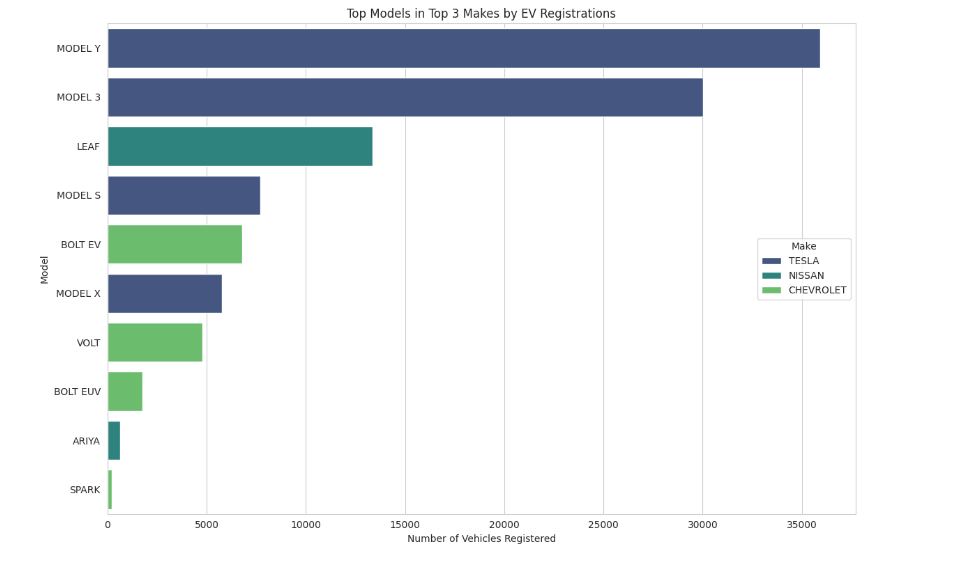 Top Models in Top 3 Makes by EV Registrations
MODEL Y
MODEL 3
LEAF
MODEL S
BOLT EV
MODEL X
VOLT
BOLT EUV
ARIYA
SPARK
Model
Make
TESLA
NISSAN
CHEVROLET
0 5000 10000 15000 20000 25000 30000 35000
Number of Vehicles Registered